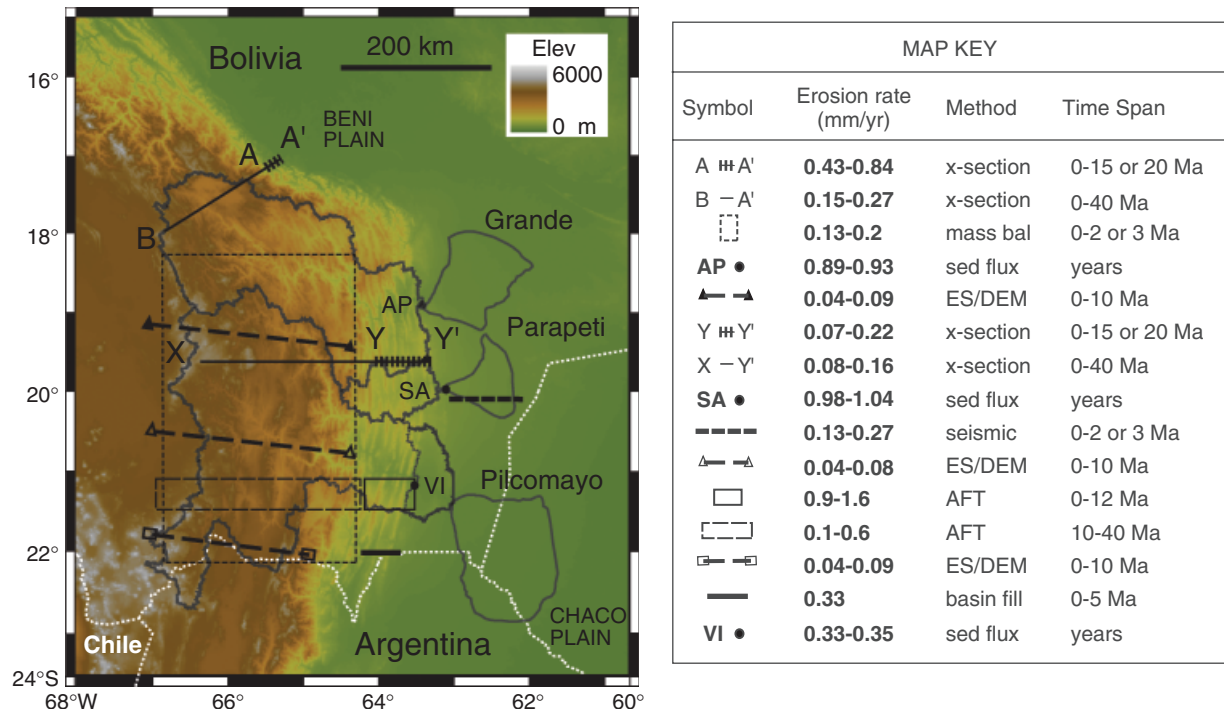 Bolivia
200 km
Elev
6000
0 m
16°
18°
20°
22°
24°S
68°W
66°
64°
62°
60°
BENI
PLAIN
A
A'
B
Grande
AP
Parapeti
X
Y
Y'
SA
Pilcomayo
VI
CHACO
PLAIN
Chile
Argentina
MAP KEY
Symbol Erosion rate (mm/yr) Method Time Span
A A' 0.43-0.84 x-section 0-15 or 20 Ma
B – A' 0.15-0.27 x-section 0-40 Ma
0.13-0.2 mass bal 0-2 or 3 Ma
AP 0.89-0.93 sed flux years
0.04-0.09 ES/DEM 0-10 Ma
Y Y' 0.07-0.22 x-section 0-15 or 20 Ma
X – Y' 0.08-0.16 x-section 0-40 Ma
SA 0.98-1.04 sed flux years
0.13-0.27 seismic 0-2 or 3 Ma
0.04-0.08 ES/DEM 0-10 Ma
0.9-1.6 AFT 0-12 Ma
0.1-0.6 AFT 10-40 Ma
0.04-0.09 ES/DEM 0-10 Ma
0.33 basin fill 0-5 Ma
VI 0.33-0.35 sed flux years